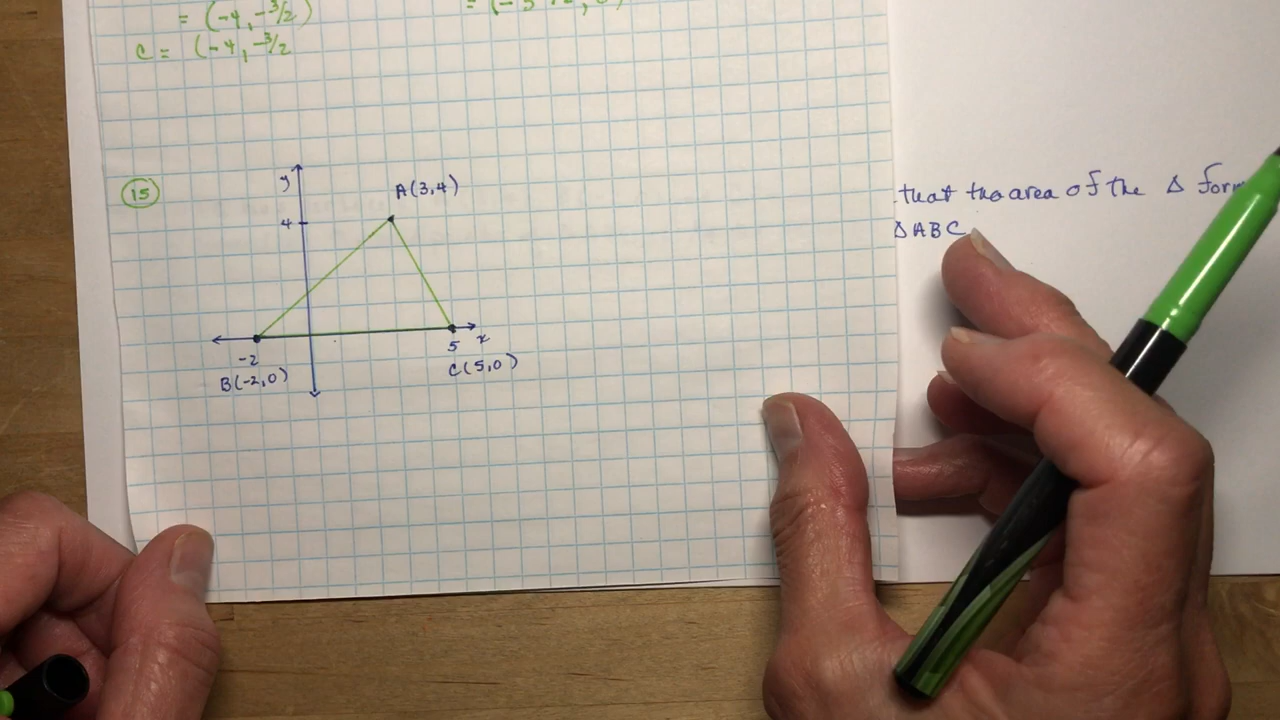 = (-4, -3/2)
C = (-4, -3/2
15
y
A(3,4)
4
that the area of the Δ
ΔABC
-2
5
x
B(-2,0)
C(5,0)